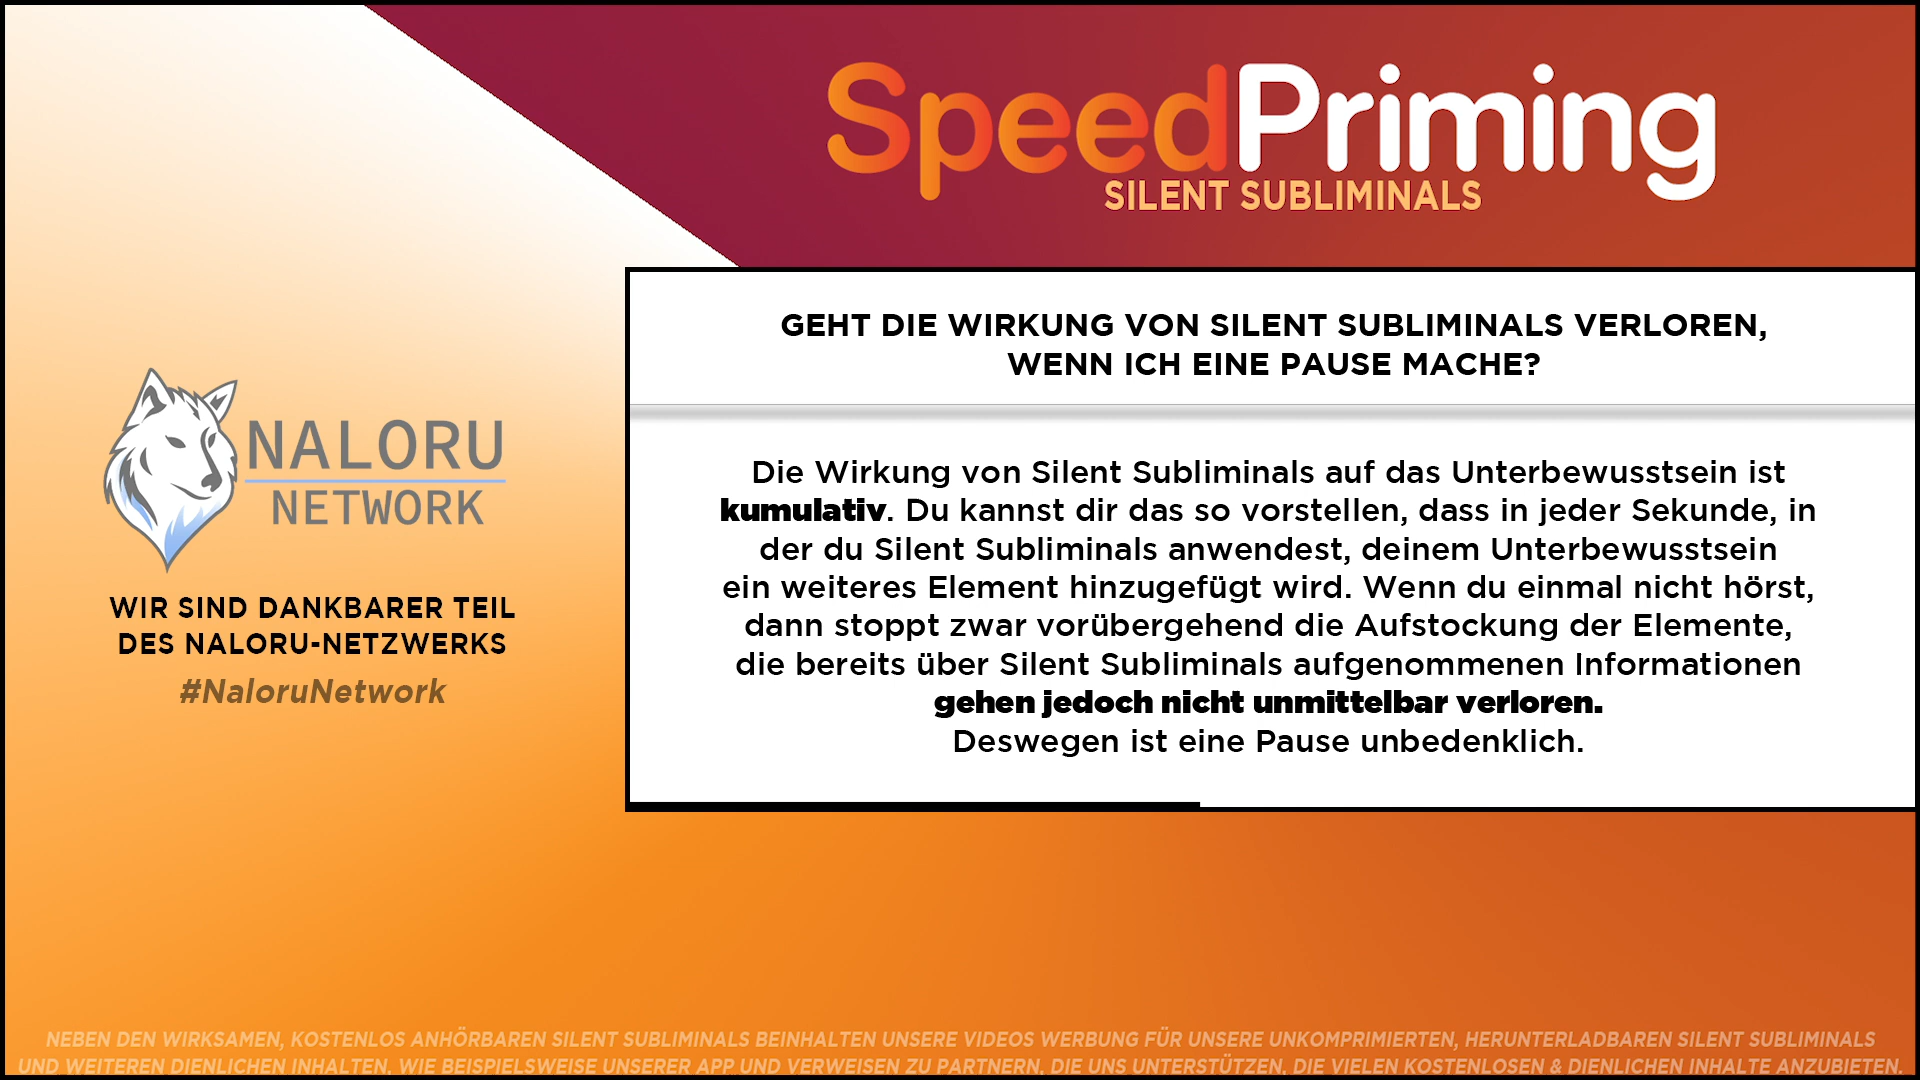 SpeedPriming
SILENT SUBLIMINALS
GEHT DIE WIRKUNG VON SILENT SUBLIMINALS VERLOREN,
WENN ICH EINE PAUSE MACHE?
Die Wirkung von Silent Subliminals auf das Unterbewusstsein ist
kumulativ. Du kannst dir das so vorstellen, dass in jeder Sekunde, in
der du Silent Subliminals anwendest, deinem Unterbewusstsein
ein weiteres Element hinzugefügt wird. Wenn du einmal nicht hörst,
dann stoppt zwar vorübergehend die Aufstockung der Elemente,
die bereits über Silent Subliminals aufgenommenen Informationen
gehen jedoch nicht unmittelbar verloren.
Deswegen ist eine Pause unbedenklich.
NALORU
NETWORK
WIR SIND DANKBARER TEIL
DES NALORU-NETZWERKS
#NaloruNetwork
NEBEN DEN WIRKSAMEN, KOSTENLOS ANHÖRBAREN SILENT SUBLIMINALS BEINHALTEN UNSERE VIDEOS WERBUNG FÜR UNSERE UNKOMPRIMIERTEN, HERUNTERLADBAREN SILENT SUBLIMINALS
UND WEITEREN DIENLICHEN INHALTEN, WIE BEISPIELSWEISE UNSERER APP UND VERWEISEN ZU PARTNERN, DIE UNS UNTERSTÜTZEN, DIE VIELEN KOSTENLOSEN & DIENLICHEN INHALTE ANZUBIETEN.